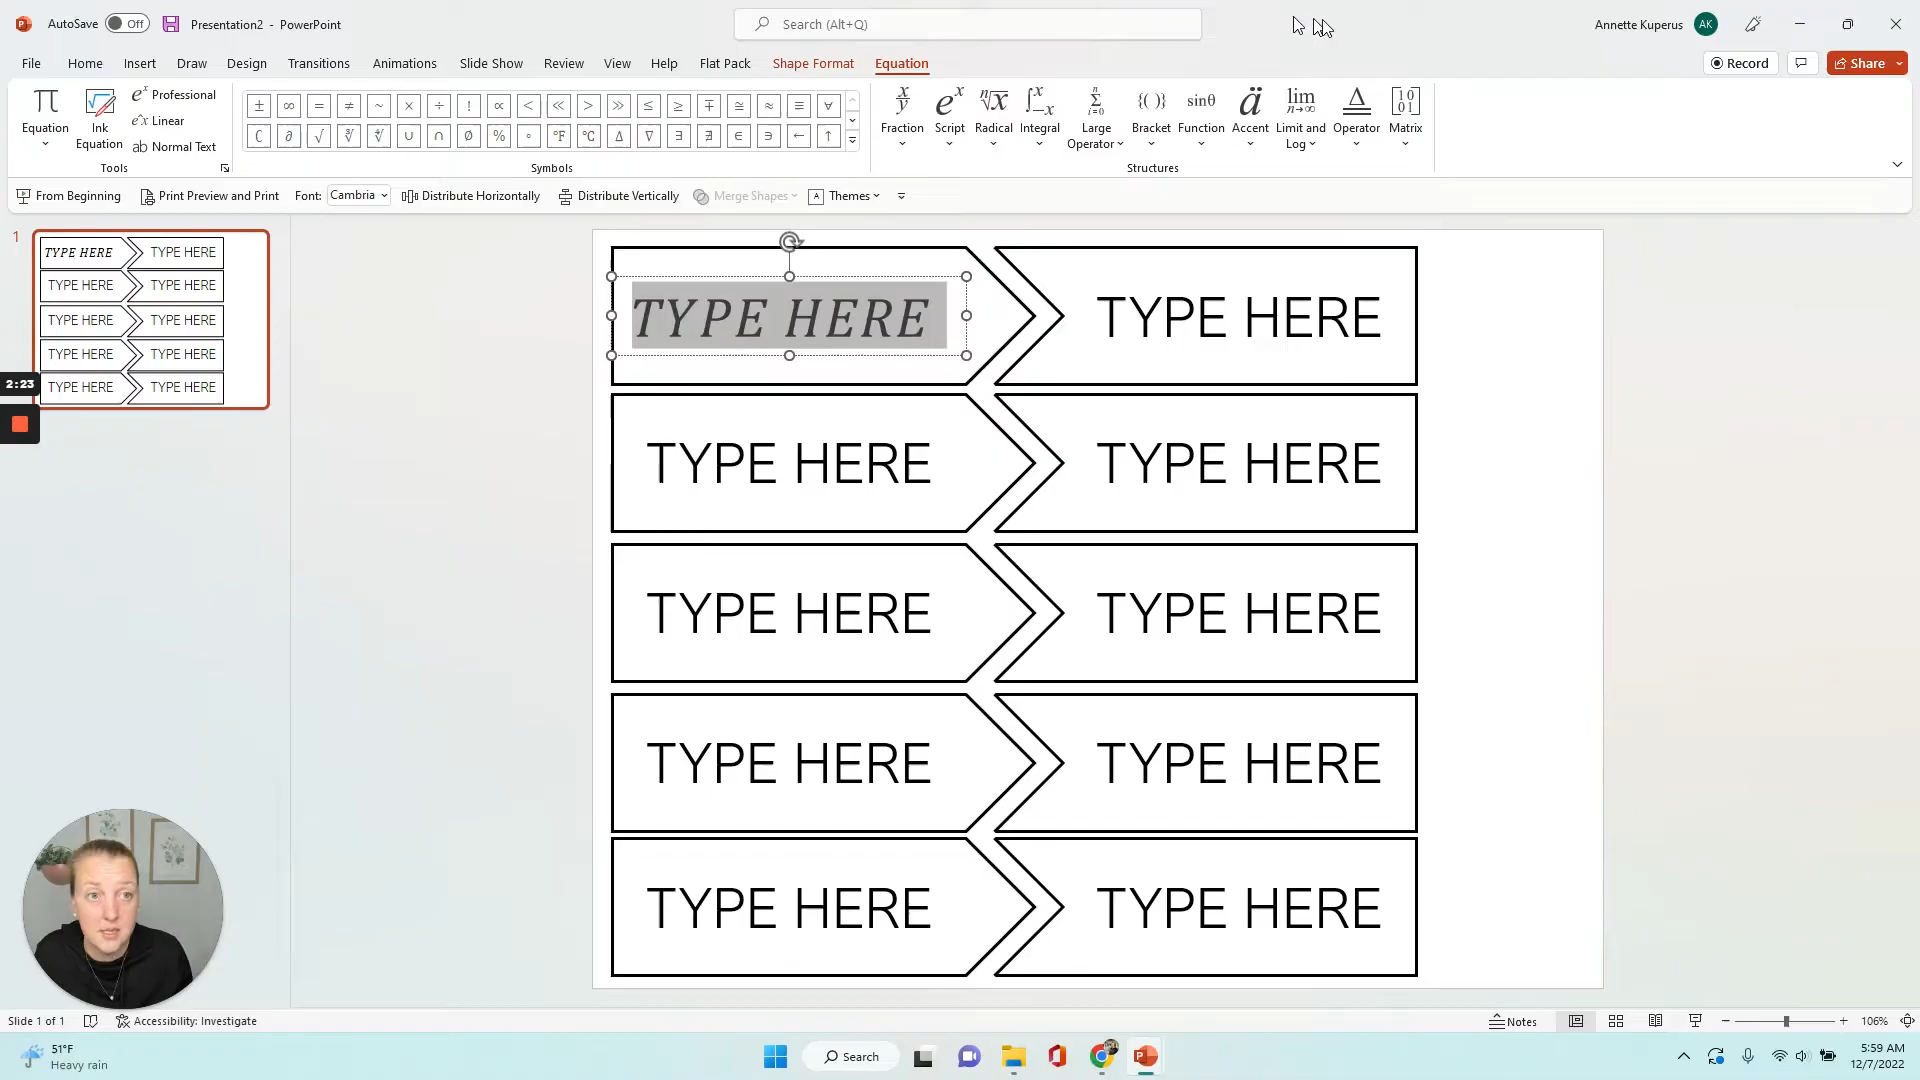 AutoSave Off Presentation2 - PowerPoint Search (Alt+Q) Annette Kuperus AK
File Home Insert Draw Design Transitions Animations Slide Show Review View Help Flat Pack Shape Format Equation Record Share
Equation
Ink Equation
Professional
Linear
Normal Text
Tools
± ∞ = ≠ ~ × ÷ ! ∝ < ≪ > ≫ ≤ ≥ ∓ ≅ ≈ ≡ ∀
∁ ∂ √ ∛ ∜ ∪ ∩ ∅ % ° °F °C ∆ ∇ ∃ ∄ ∈ ∋ ← ↑
Symbols
Fraction Script Radical Integral Large Operator Bracket Function Accent Limit and Log Operator Matrix
Structures
From Beginning Print Preview and Print Font: Cambria Distribute Horizontally Distribute Vertically Merge Shapes Themes
1
TYPE HERE TYPE HERE
TYPE HERE TYPE HERE
TYPE HERE TYPE HERE
TYPE HERE TYPE HERE
TYPE HERE TYPE HERE
2:23
TYPE HERE TYPE HERE
TYPE HERE TYPE HERE
TYPE HERE TYPE HERE
TYPE HERE TYPE HERE
TYPE HERE TYPE HERE
Slide 1 of 1 Accessibility: Investigate Notes 106%
51°F
Heavy rain
Search
5:59 AM
12/7/2022